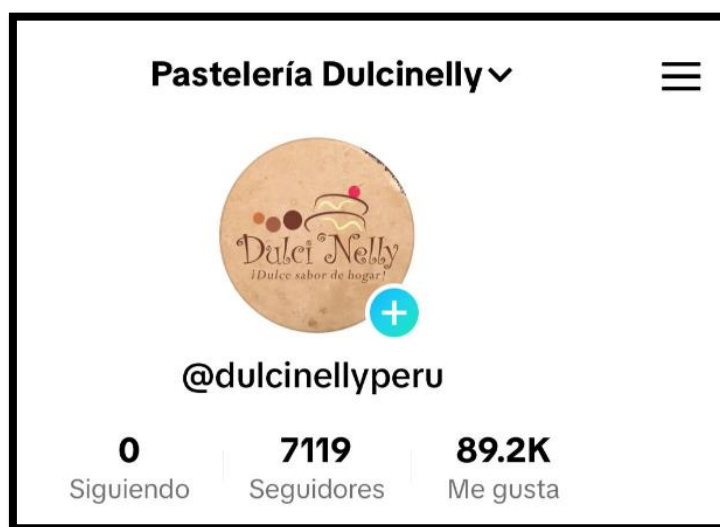 Pastelería Dulcinelly
Dulci Nelly
¡Dulce sabor de hogar!
@dulcinellyperu
0 7119 89.2K
Siguiendo Seguidores Me gusta